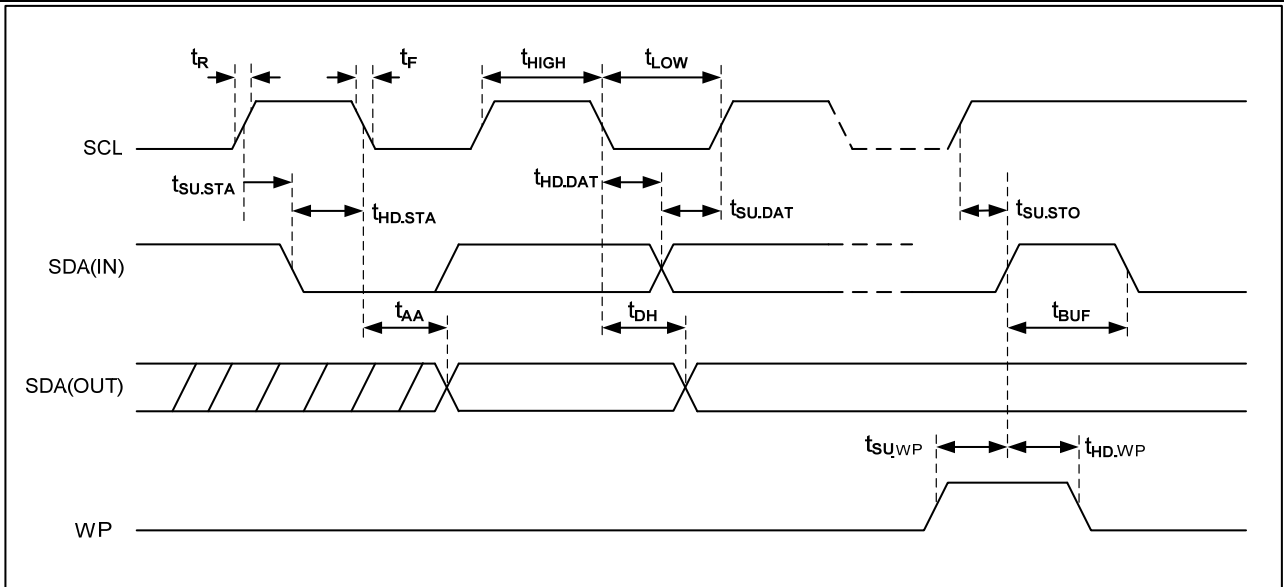 tR tF tHIGH tLOW
SCL
tSU.STA tHD.STA tHD.DAT tSU.DAT tSU.STO
SDA(IN)
tAA tDH tBUF
SDA(OUT)
tSU.WP tHD.WP
WP